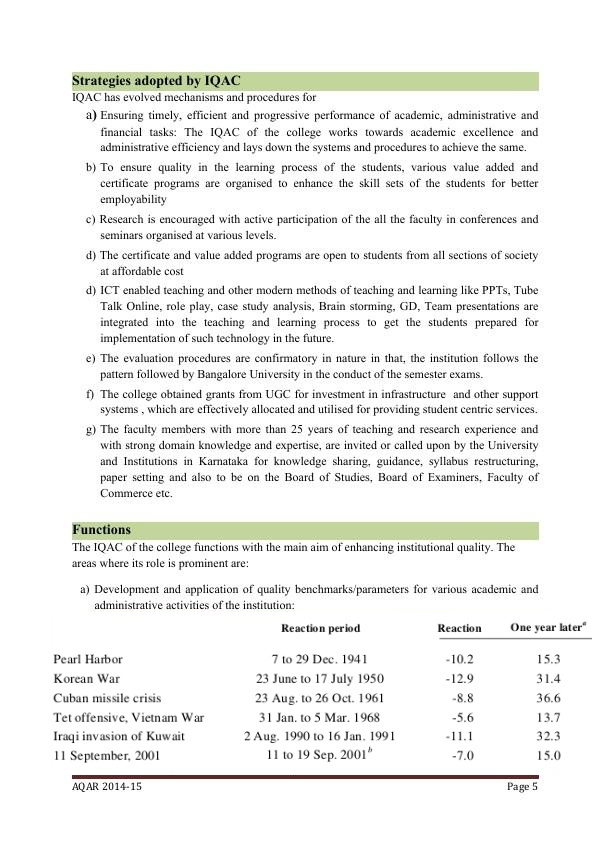 Strategies adopted by IQAC
IQAC has evolved mechanisms and procedures for
a) Ensuring timely, efficient and progressive performance of academic, administrative and
financial tasks: The IQAC of the college works towards academic excellence and
administrative efficiency and lays down the systems and procedures to achieve the same.
b) To ensure quality in the learning process of the students, various value added and
certificate programs are organised to enhance the skill sets of the students for better
employability
c) Research is encouraged with active participation of the all the faculty in conferences and
seminars organised at various levels.
d) The certificate and value added programs are open to students from all sections of society
at affordable cost
d) ICT enabled teaching and other modern methods of teaching and learning like PPTs, Tube
Talk Online, role play, case study analysis, Brain storming, GD, Team presentations are
integrated into the teaching and learning process to get the students prepared for
implementation of such technology in the future.
e) The evaluation procedures are confirmatory in nature in that, the institution follows the
pattern followed by Bangalore University in the conduct of the semester exams.
f) The college obtained grants from UGC for investment in infrastructure and other support
systems , which are effectively allocated and utilised for providing student centric services.
g) The faculty members with more than 25 years of teaching and research experience and
with strong domain knowledge and expertise, are invited or called upon by the University
and Institutions in Karnataka for knowledge sharing, guidance, syllabus restructuring,
paper setting and also to be on the Board of Studies, Board of Examiners, Faculty of
Commerce etc.
Functions
The IQAC of the college functions with the main aim of enhancing institutional quality. The
areas where its role is prominent are:
a) Development and application of quality benchmarks/parameters for various academic and
administrative activities of the institution:
Reaction period Reaction One year later a
Pearl Harbor 7 to 29 Dec. 1941 -10.2 15.3
Korean War 23 June to 17 July 1950 -12.9 31.4
Cuban missile crisis 23 Aug. to 26 Oct. 1961 -8.8 36.6
Tet offensive, Vietnam War 31 Jan. to 5 Mar. 1968 -5.6 13.7
Iraqi invasion of Kuwait 2 Aug. 1990 to 16 Jan. 1991 -11.1 32.3
11 September, 2001 11 to 19 Sep. 2001 b -7.0 15.0
AQAR 2014-15 Page 5